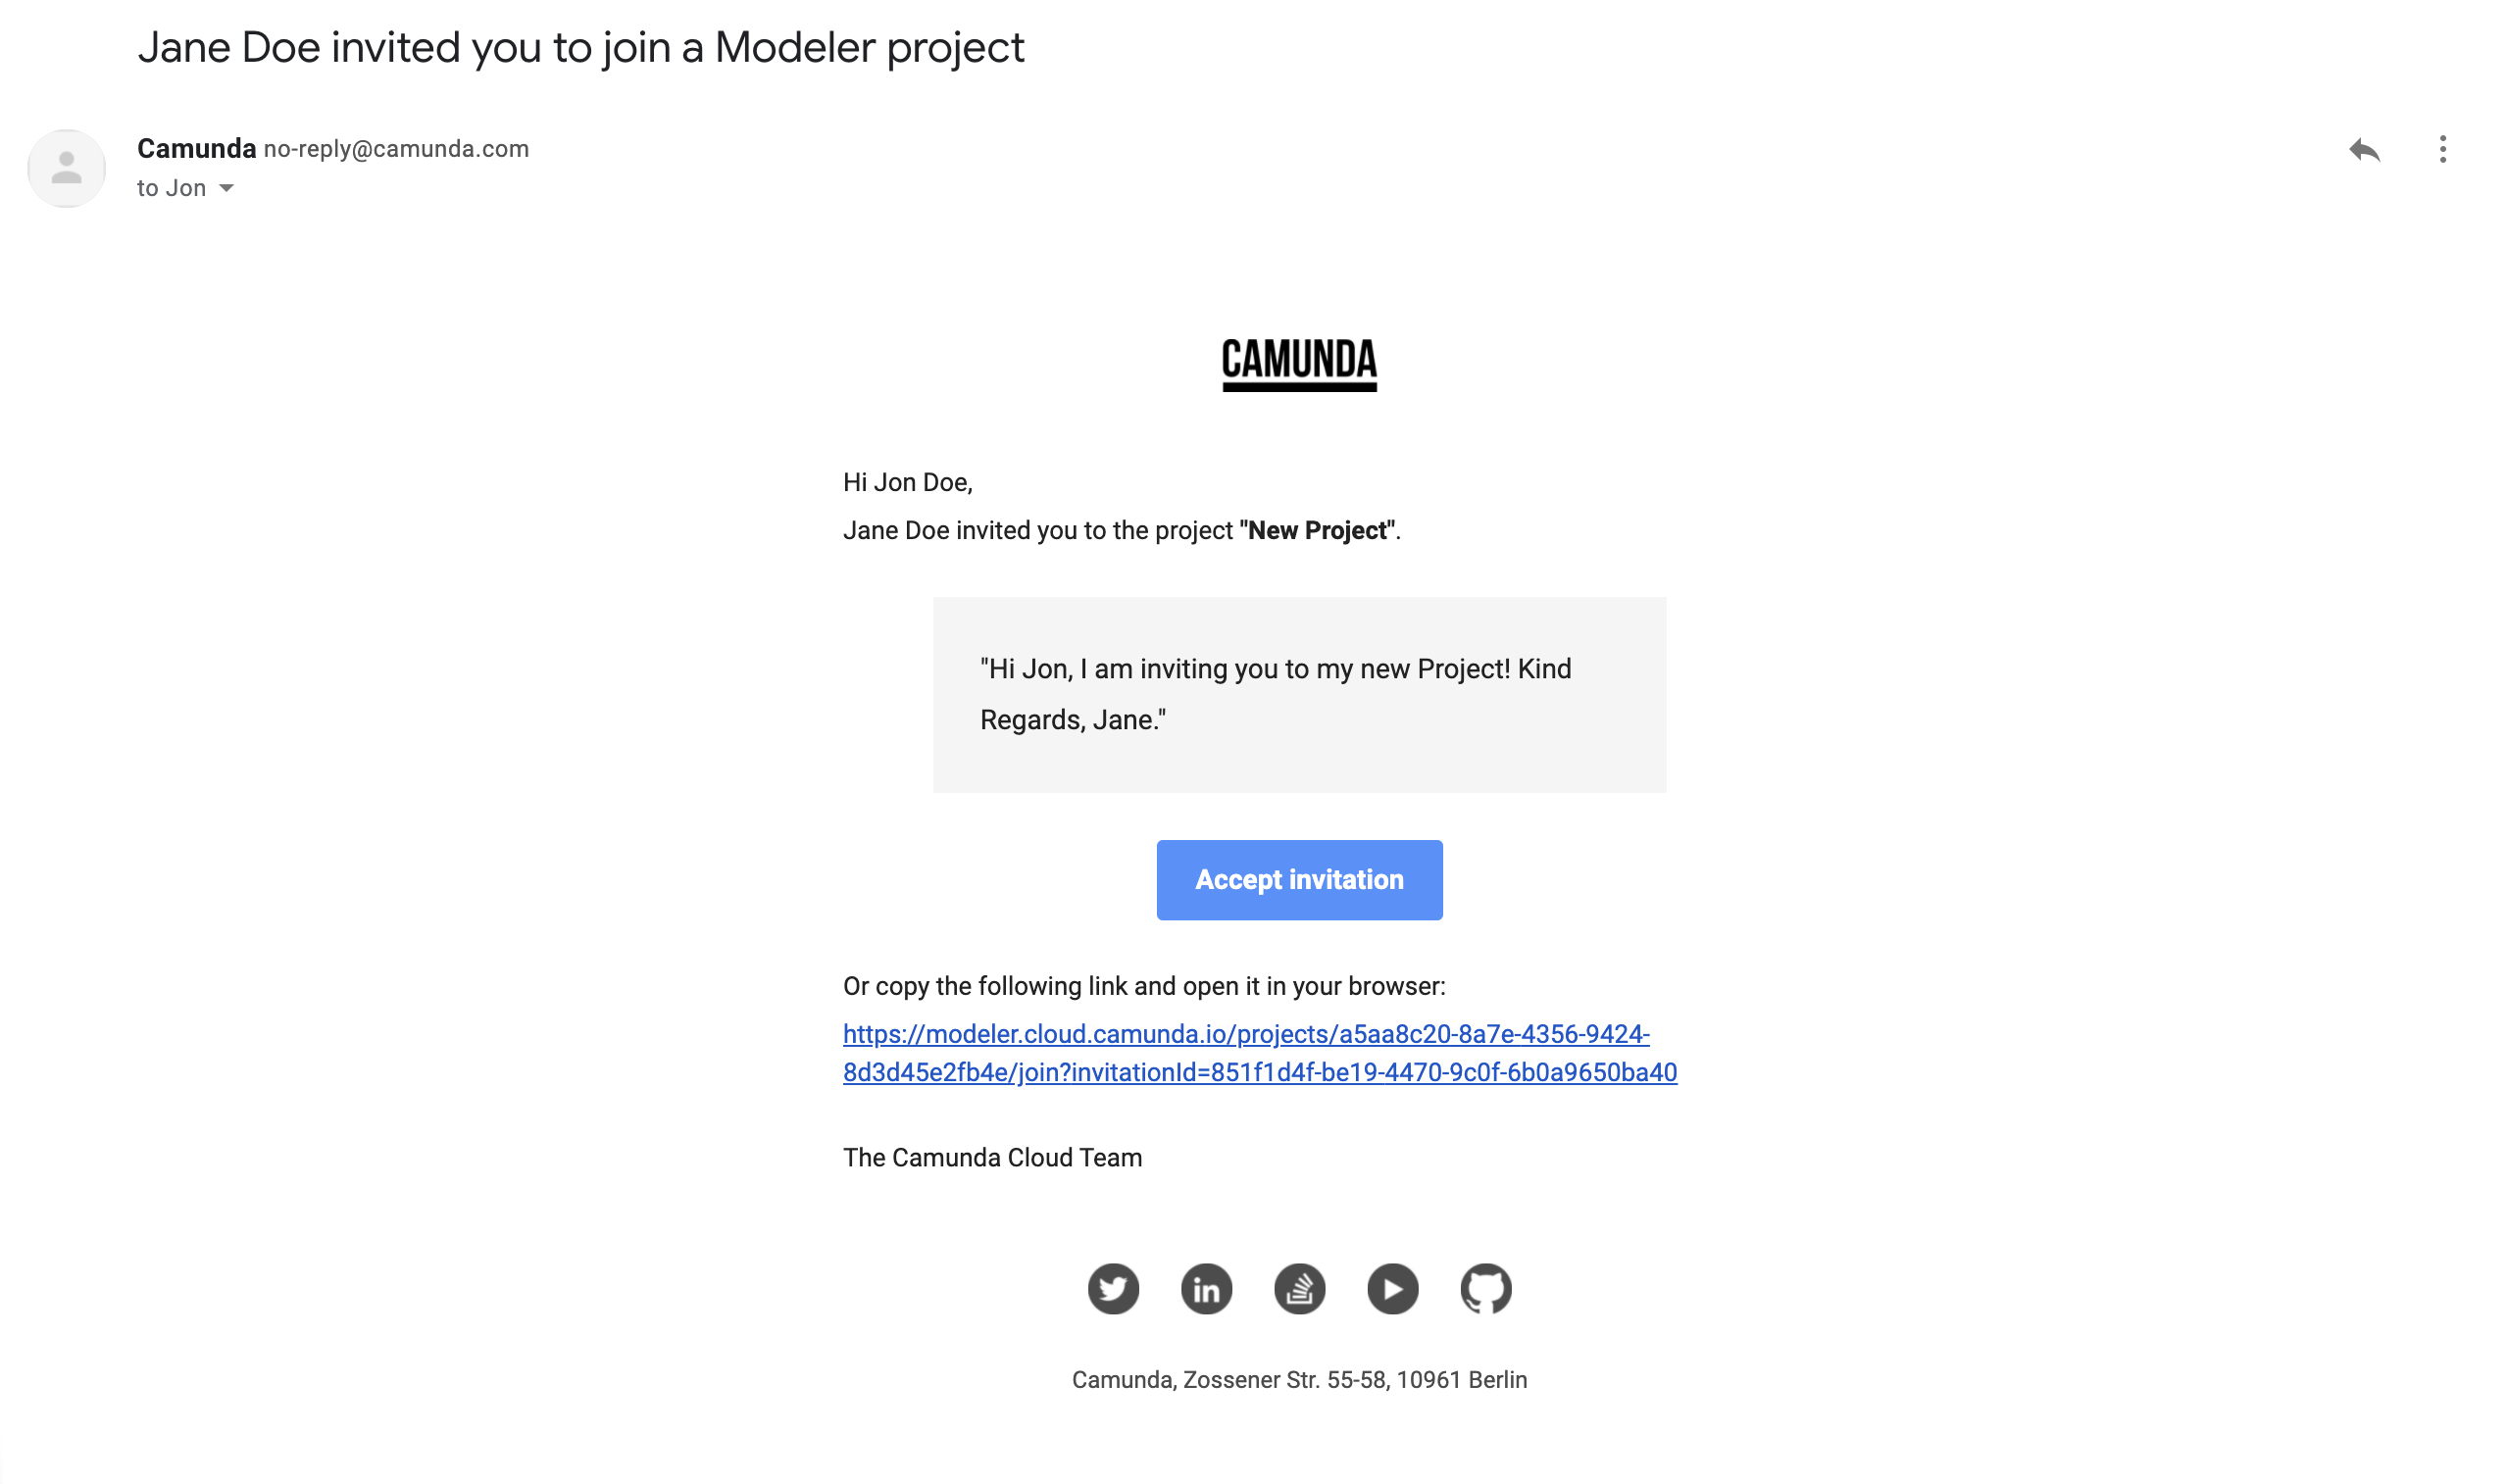 Jane Doe invited you to join a Modeler project
Camunda no-reply@camunda.com
to Jon
CAMUNDA
Hi Jon Doe,
Jane Doe invited you to the project "New Project".
"Hi Jon, I am inviting you to my new Project! Kind
Regards, Jane."
Accept invitation
Or copy the following link and open it in your browser:
https://modeler.cloud.camunda.io/projects/a5aa8c20-8a7e-4356-9424-
8d3d45e2fb4e/join?invitationId=851f1d4f-be19-4470-9c0f-6b0a9650ba40
The Camunda Cloud Team
in
Camunda, Zossener Str. 55-58, 10961 Berlin